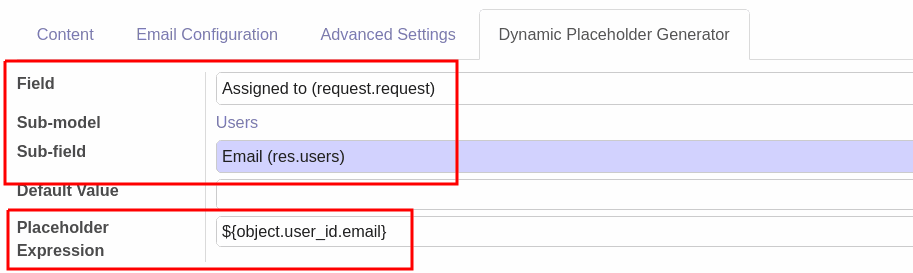 Content Email Configuration Advanced Settings Dynamic Placeholder Generator
Field Assigned to (request.request)
Sub-model Users
Sub-field Email (res.users)
Default Value
Placeholder Expression ${object.user_id.email}